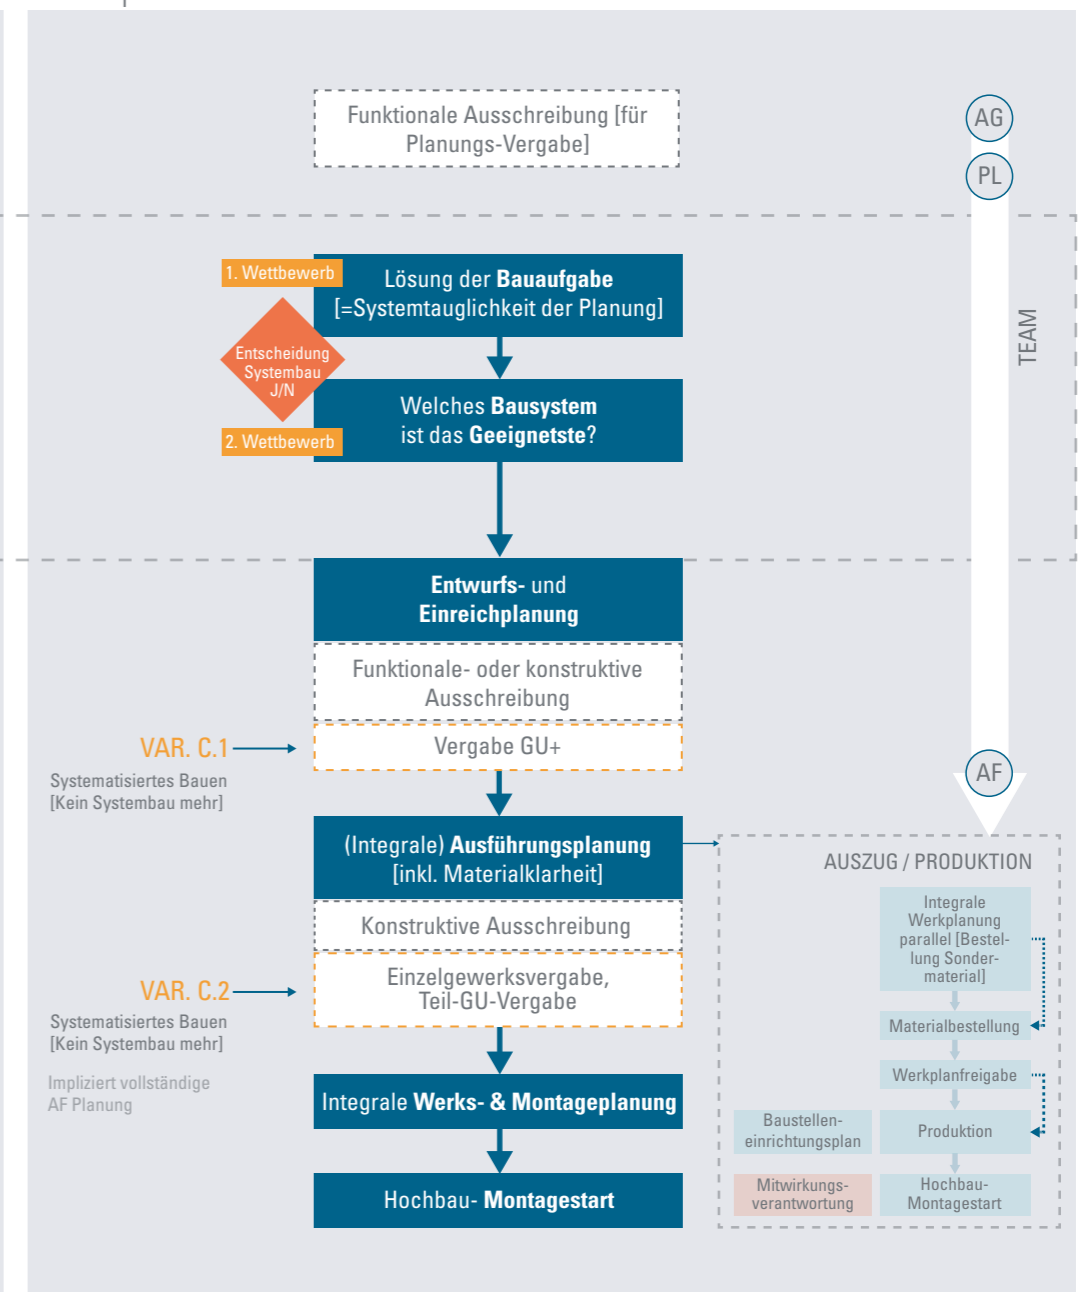 Funktionale Ausschreibung [für
Planungs-Vergabe]
AG
PL
TEAM
1. Wettbewerb
Lösung der Bauaufgabe
[=Systemtauglichkeit der Planung]
Entscheidung
Systembau
J/N
Welches Bausystem
ist das Geeignetste?
2. Wettbewerb
Entwurfs- und
Einreichplanung
Funktionale- oder konstruktive
Ausschreibung
VAR. C.1
Vergabe GU+
Systematisiertes Bauen
[Kein Systembau mehr]
AF
(Integrale) Ausführungsplanung
[inkl. Materialklarheit]
Konstruktive Ausschreibung
VAR. C.2
Einzelgewerksvergabe,
Teil-GU-Vergabe
Systematisiertes Bauen
[Kein Systembau mehr]
Impliziert vollständige
AF Planung
Integrale Werks- & Montageplanung
Hochbau- Montagestart
AUSZUG / PRODUKTION
Integrale
Werkplanung
parallel [Bestel-
lung Sonder-
material]
Materialbestellung
Werkplanfreigabe
Baustellen-
einrichtungsplan
Produktion
Mitwirkungs-
verantwortung
Hochbau-
Montagestart